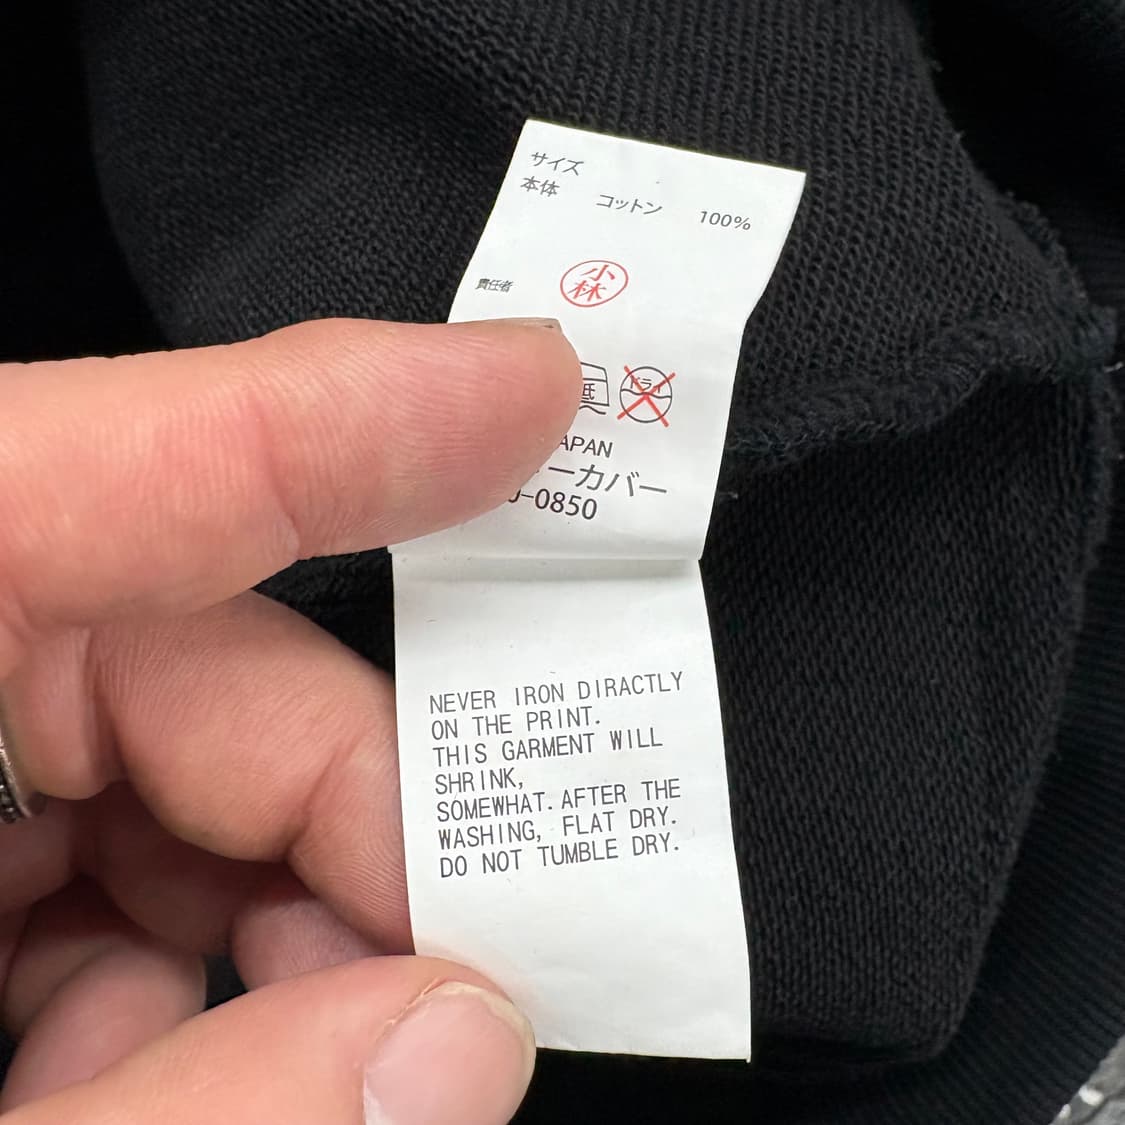 サイズ
本体 コットン 100%
責任者 小林
低 ドライ
APAN
ーカバー
-0850
NEVER IRON DIRACTLY
ON THE PRINT.
THIS GARMENT WILL
SHRINK,
SOMEWHAT. AFTER THE
WASHING, FLAT DRY.
DO NOT TUMBLE DRY.